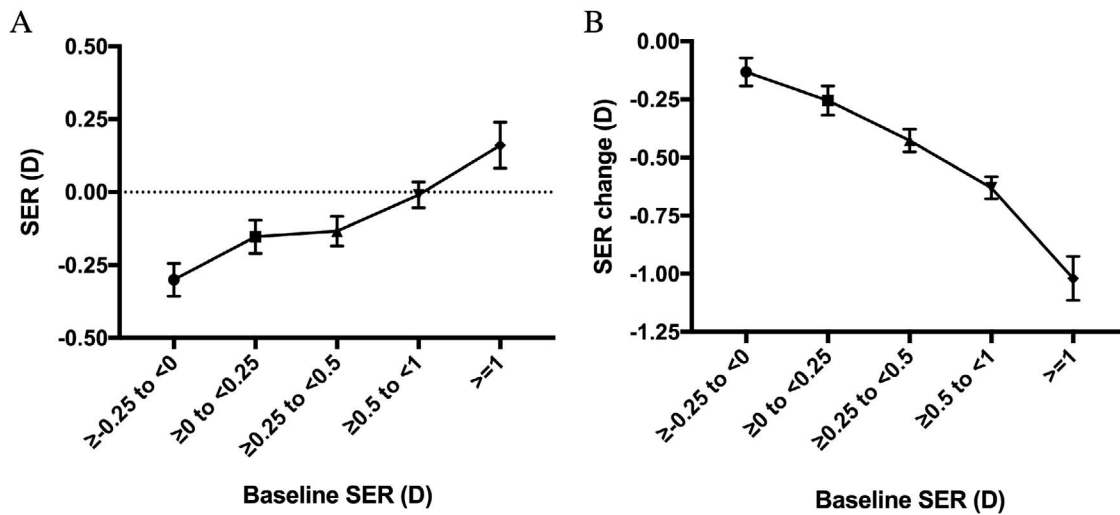 A
0.50
0.25
0.00
-0.25
-0.50
SER (D)
≥-0.25 to <0
≥0 to <0.25
≥0.25 to <0.5
≥0.5 to <1
>=1
Baseline SER (D)
B
0.00
-0.25
-0.50
-0.75
-1.00
-1.25
SER change (D)
≥-0.25 to <0
≥0 to <0.25
≥0.25 to <0.5
≥0.5 to <1
>=1
Baseline SER (D)